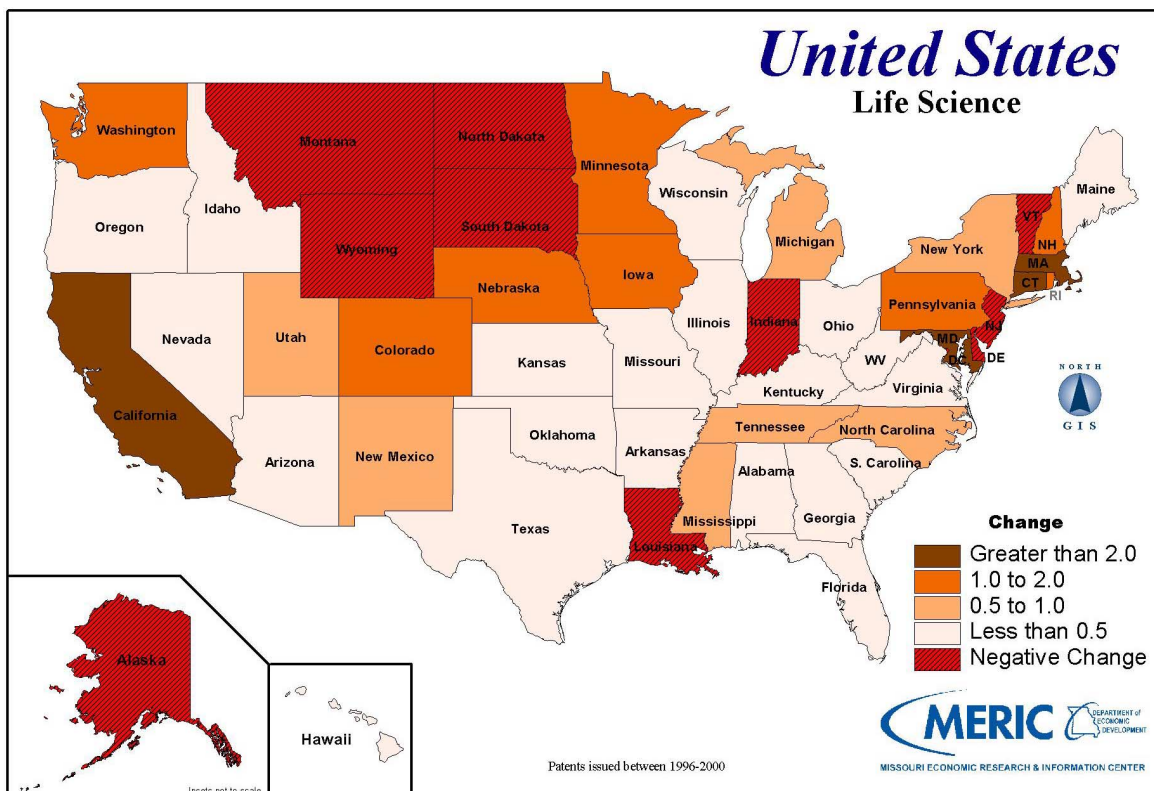 United States
Life Science
Washington
Montana
North Dakota
Minnesota
Maine
Wisconsin
VT
Idaho
Oregon
South Dakota
Michigan
New York
NH
Wyoming
MA
Iowa
CT
RI
Nebraska
Pennsylvania
Indiana
Illinois
Ohio
NJ
Nevada
Utah
Colorado
MD
DC
DE
Kansas
Missouri
WV
NORTH
Virginia
Kentucky
California
GIS
Tennessee
North Carolina
Oklahoma
Arkansas
New Mexico
Arizona
S. Carolina
Alabama
Mississippi
Georgia
Texas
Louisiana
Florida
Change
Greater than 2.0
1.0 to 2.0
0.5 to 1.0
Less than 0.5
Negative Change
Alaska
Hawaii
Insets not to scale
Patents issued between 1996-2000
MERIC
DEPARTMENT of
ECONOMIC
DEVELOPMENT
MISSOURI ECONOMIC RESEARCH & INFORMATION CENTER